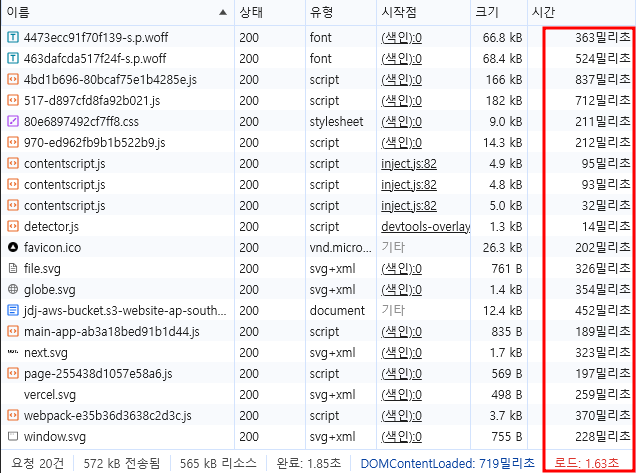 이름 상태 유형 시작점 크기 시간
4473ecc91f70f139-s.p.woff 200 font (색인):0 66.8 kB 363밀리초
463dafcda517f24f-s.p.woff 200 font (색인):0 68.4 kB 524밀리초
4bd1b696-80bcaf75e1b4285e.js 200 script (색인):0 166 kB 837밀리초
517-d897cfd8fa92b021.js 200 script (색인):0 182 kB 712밀리초
80e6897492cf7ff8.css 200 stylesheet (색인):0 9.0 kB 211밀리초
970-ed962fb9b1b522b9.js 200 script (색인):0 14.3 kB 212밀리초
contentscript.js 200 script inject.js:82 4.9 kB 95밀리초
contentscript.js 200 script inject.js:82 4.8 kB 93밀리초
contentscript.js 200 script inject.js:82 5.0 kB 32밀리초
detector.js 200 script devtools-overlay 1.3 kB 14밀리초
favicon.ico 200 vnd.micro... 기타 26.3 kB 202밀리초
file.svg 200 svg+xml (색인):0 761 B 326밀리초
globe.svg 200 svg+xml (색인):0 1.4 kB 354밀리초
jdj-aws-bucket.s3-website-ap-south... 200 document 기타 12.4 kB 452밀리초
main-app-ab3a18bed91b1d44.js 200 script (색인):0 835 B 189밀리초
next.svg 200 svg+xml (색인):0 1.7 kB 323밀리초
page-255438d1057e58a6.js 200 script (색인):0 569 B 197밀리초
vercel.svg 200 svg+xml (색인):0 498 B 259밀리초
webpack-e35b36d3638c2d3c.js 200 script (색인):0 3.7 kB 370밀리초
window.svg 200 svg+xml (색인):0 755 B 228밀리초
요청 20건 572 kB 전송됨 565 kB 리소스 완료: 1.85초 DOMContentLoaded: 719밀리초 로드: 1.63초